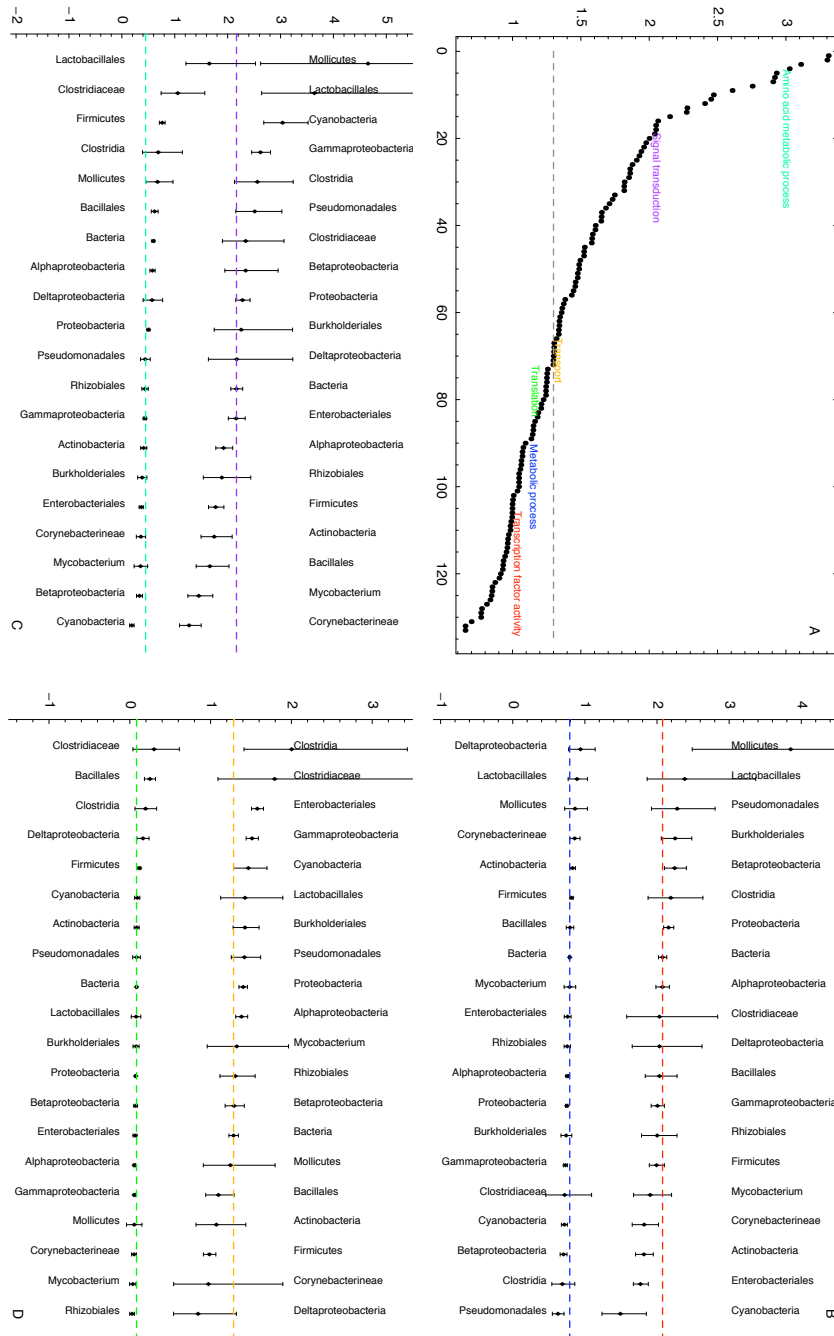 A
0
20
40
60
80
100
120
1
1.5
2
2.5
3
Amino acid metabolic process
Signal transduction
Transport
Translation
Metabolic process
Transcription factor activity
B
−1
0
1
2
3
4
Mollicutes
Lactobacillales
Pseudomonadales
Burkholderiales
Betaproteobacteria
Clostridia
Proteobacteria
Bacteria
Alphaproteobacteria
Clostridiaceae
Deltaproteobacteria
Bacillales
Gammaproteobacteria
Rhizobiales
Firmicutes
Mycobacterium
Corynebacterineae
Actinobacteria
Enterobacteriales
Cyanobacteria
Deltaproteobacteria
Lactobacillales
Mollicutes
Corynebacterineae
Actinobacteria
Firmicutes
Bacillales
Bacteria
Mycobacterium
Enterobacteriales
Rhizobiales
Alphaproteobacteria
Proteobacteria
Burkholderiales
Gammaproteobacteria
Clostridiaceae
Cyanobacteria
Betaproteobacteria
Clostridia
Pseudomonadales
C
−2
−1
0
1
2
3
4
5
Mollicutes
Lactobacillales
Cyanobacteria
Gammaproteobacteria
Clostridia
Pseudomonadales
Clostridiaceae
Betaproteobacteria
Proteobacteria
Burkholderiales
Deltaproteobacteria
Bacteria
Enterobacteriales
Alphaproteobacteria
Rhizobiales
Firmicutes
Actinobacteria
Bacillales
Mycobacterium
Corynebacterineae
Lactobacillales
Clostridiaceae
Firmicutes
Clostridia
Mollicutes
Bacillales
Bacteria
Alphaproteobacteria
Deltaproteobacteria
Proteobacteria
Pseudomonadales
Rhizobiales
Gammaproteobacteria
Actinobacteria
Burkholderiales
Enterobacteriales
Corynebacterineae
Mycobacterium
Betaproteobacteria
Cyanobacteria
D
−1
0
1
2
3
Clostridia
Clostridiaceae
Enterobacteriales
Gammaproteobacteria
Cyanobacteria
Lactobacillales
Burkholderiales
Pseudomonadales
Proteobacteria
Alphaproteobacteria
Mycobacterium
Rhizobiales
Betaproteobacteria
Bacteria
Mollicutes
Bacillales
Actinobacteria
Firmicutes
Corynebacterineae
Deltaproteobacteria
Clostridiaceae
Bacillales
Clostridia
Deltaproteobacteria
Firmicutes
Cyanobacteria
Actinobacteria
Pseudomonadales
Bacteria
Lactobacillales
Burkholderiales
Proteobacteria
Betaproteobacteria
Enterobacteriales
Alphaproteobacteria
Gammaproteobacteria
Mollicutes
Corynebacterineae
Mycobacterium
Rhizobiales